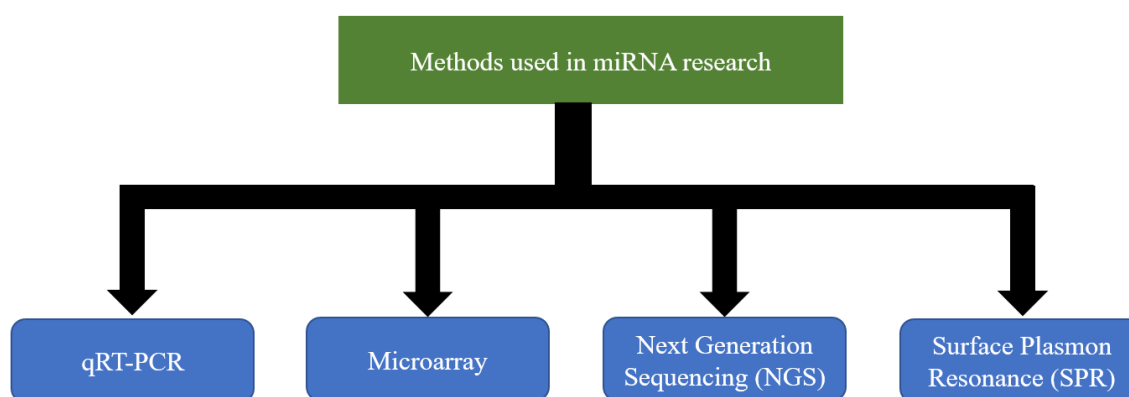 Methods used in miRNA research
qRT-PCR
Microarray
Next Generation
Sequencing (NGS)
Surface Plasmon
Resonance (SPR)